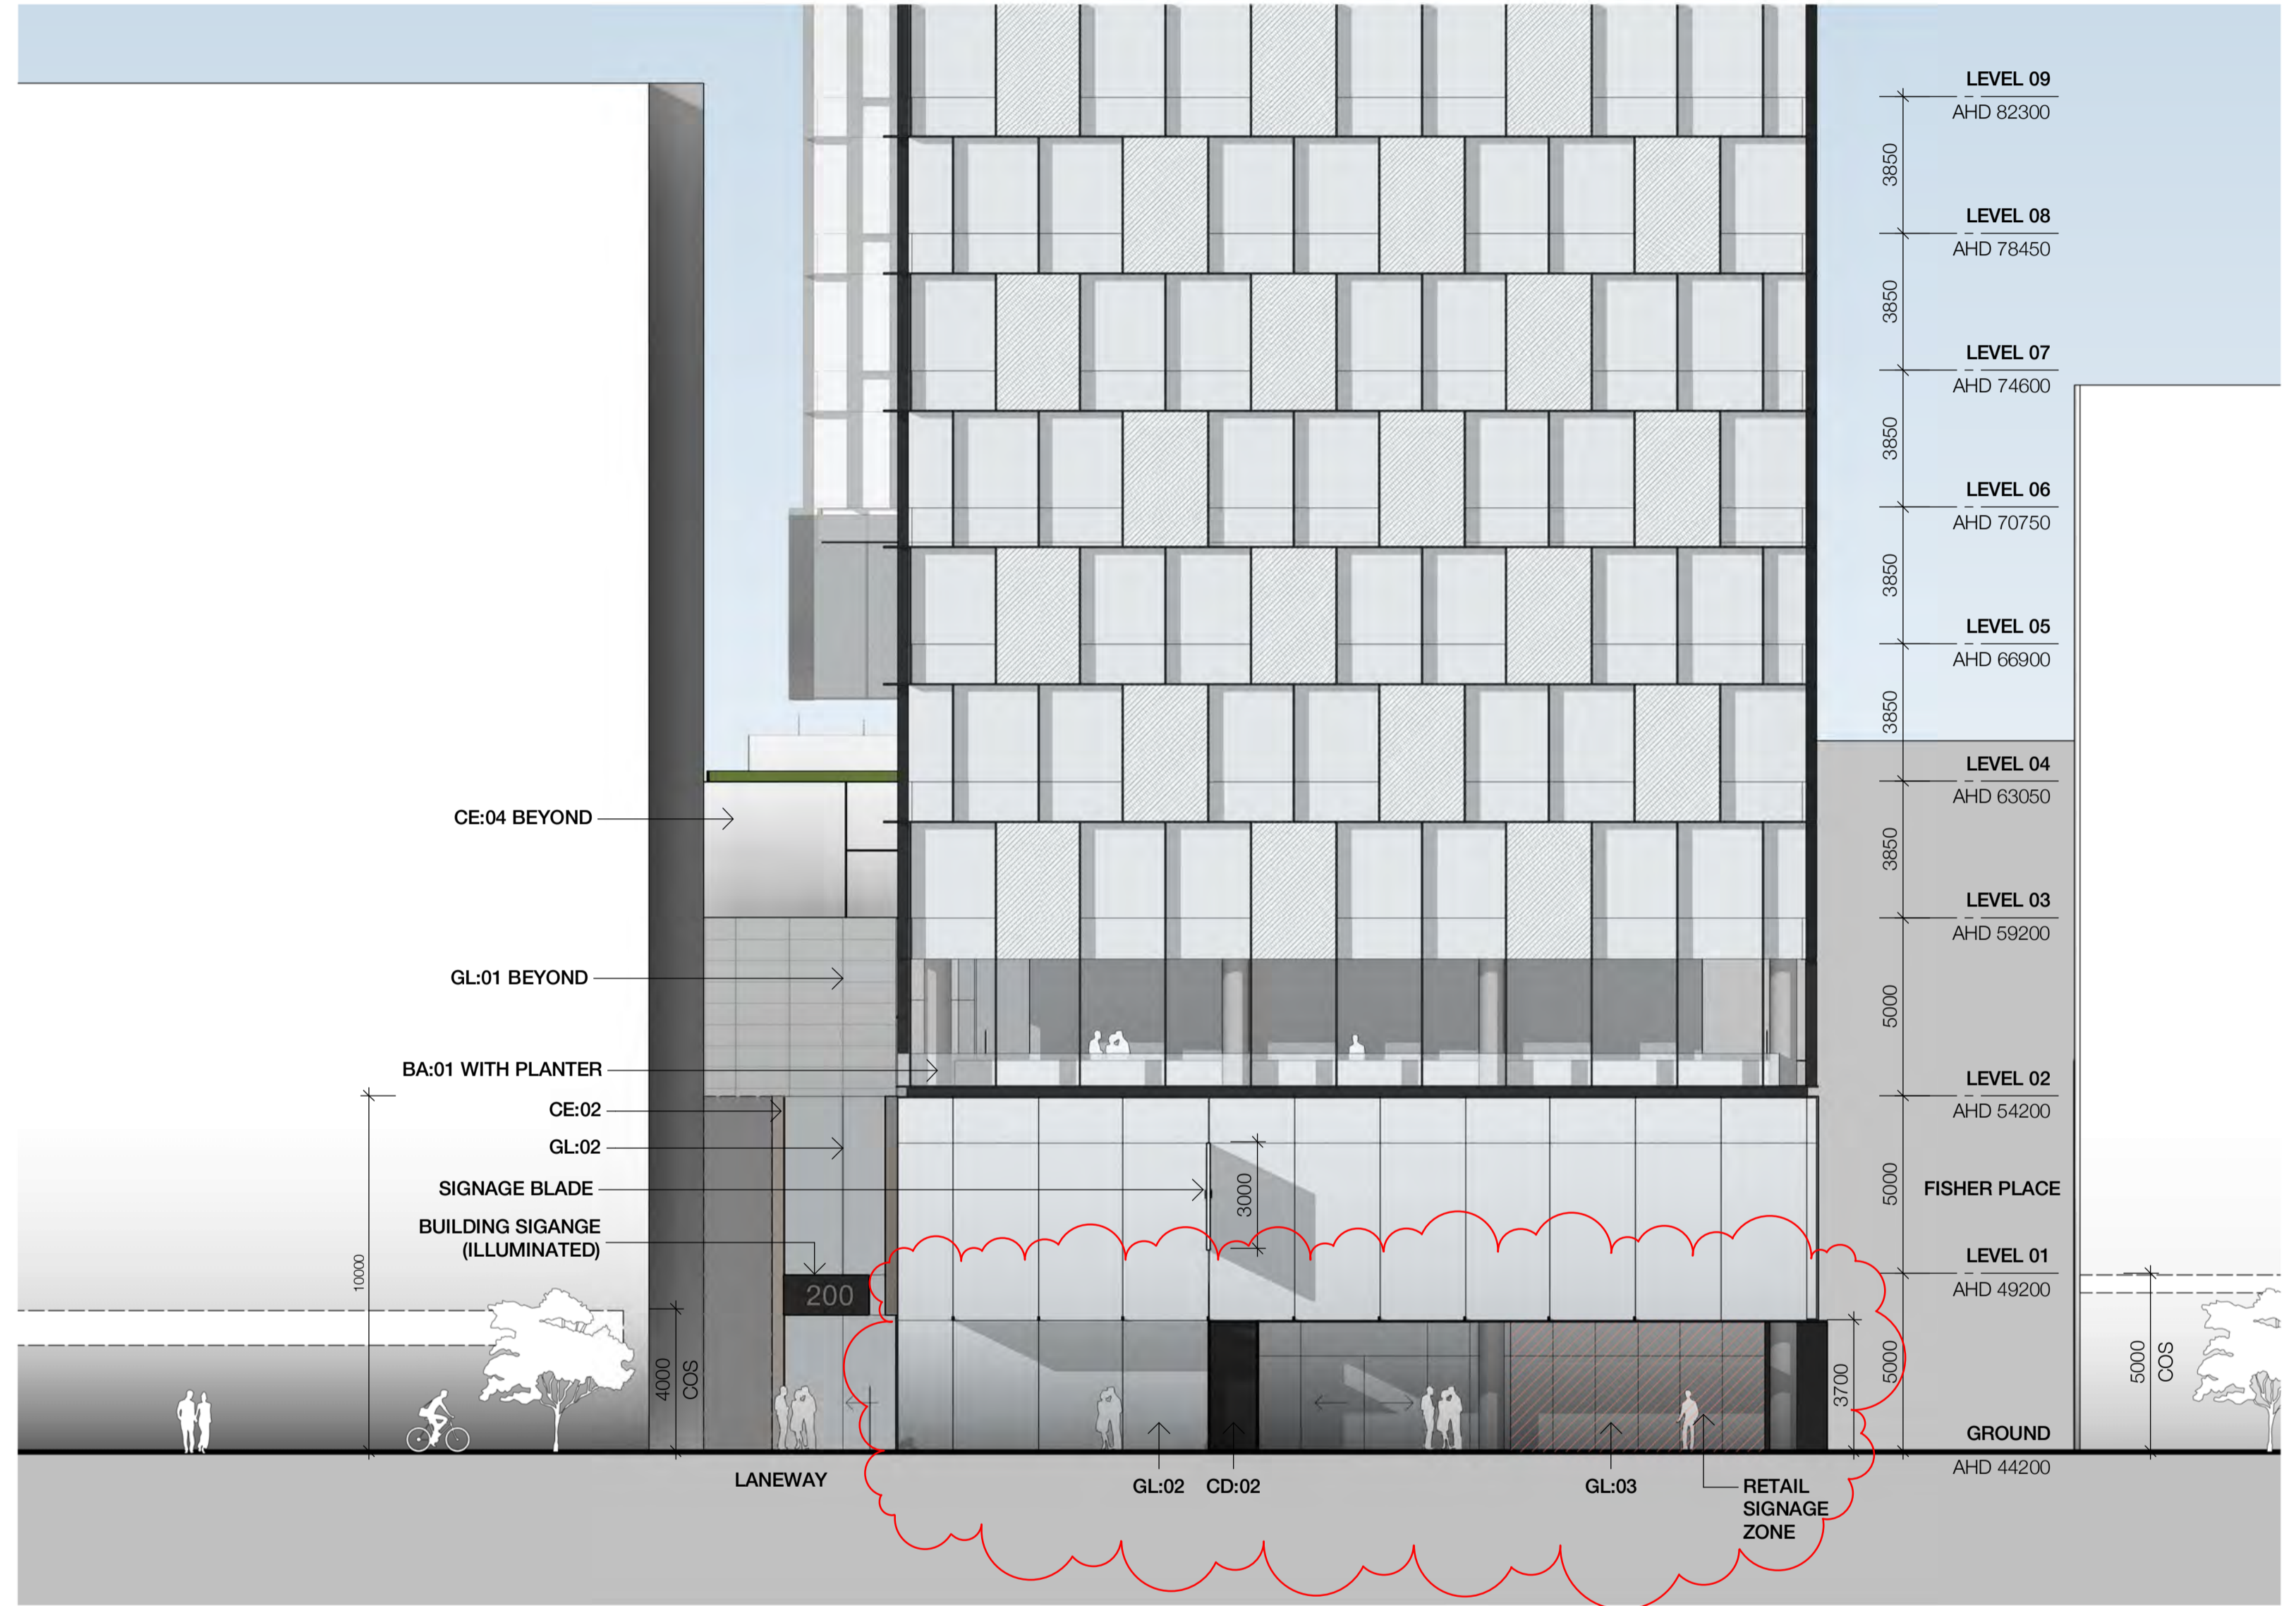 LEVEL 09
AHD 82300
3850
LEVEL 08
AHD 78450
3850
LEVEL 07
AHD 74600
3850
LEVEL 06
AHD 70750
3850
LEVEL 05
AHD 66900
3850
LEVEL 04
AHD 63050
3850
LEVEL 03
AHD 59200
5000
LEVEL 02
AHD 54200
5000
FISHER PLACE
LEVEL 01
AHD 49200
5000
3700
GROUND
AHD 44200
5000
COS
CE:04 BEYOND
GL:01 BEYOND
BA:01 WITH PLANTER
CE:02
GL:02
SIGNAGE BLADE
BUILDING SIGANGE
(ILLUMINATED)
3000
200
10000
4000
COS
LANEWAY
GL:02
CD:02
GL:03
RETAIL
SIGNAGE
ZONE